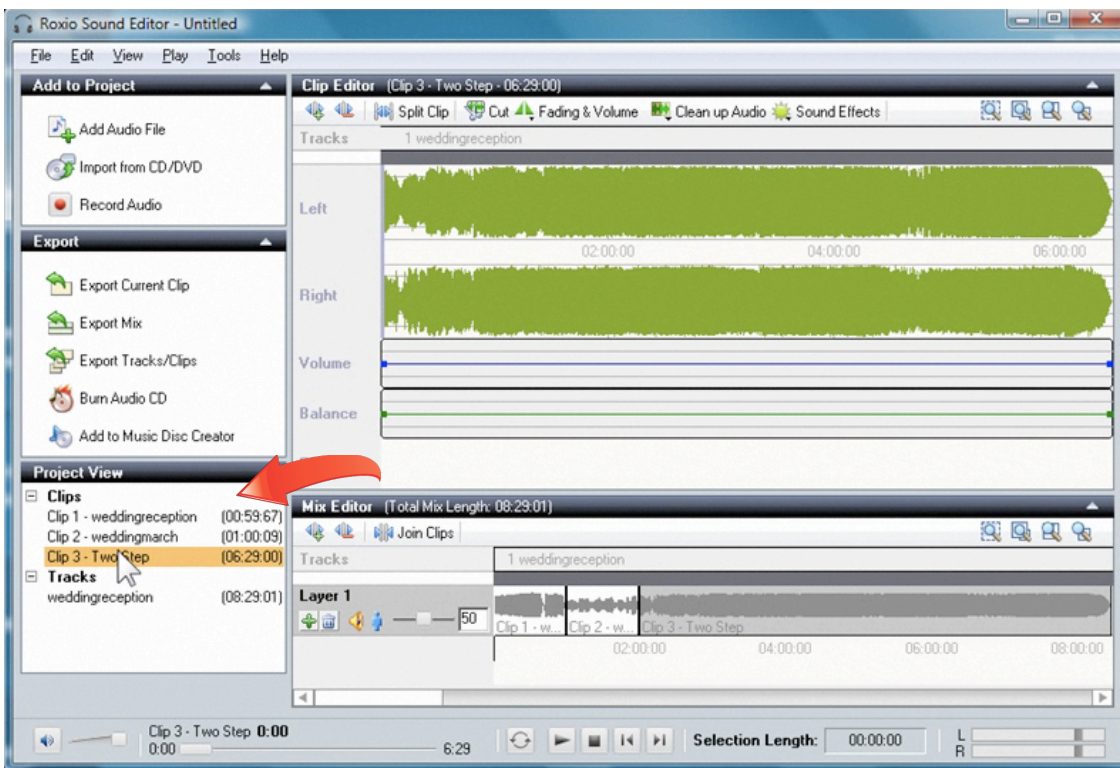 Roxio Sound Editor - Untitled
File Edit View Play Tools Help
Add to Project
Add Audio File
Import from CD/DVD
Record Audio
Export
Export Current Clip
Export Mix
Export Tracks/Clips
Burn Audio CD
Add to Music Disc Creator
Project View
Clips
Clip 1 - weddingreception (00:59:67)
Clip 2 - weddingmarch (01:00:09)
Clip 3 - Two Step (06:29:00)
Tracks
weddingreception (08:29:01)
Clip Editor (Clip 3 - Two Step - 06:29:00)
Split Clip Cut Fading & Volume Clean up Audio Sound Effects
Tracks 1 weddingreception
Left
02:00:00 04:00:00 06:00:00
Right
Volume
Balance
Mix Editor (Total Mix Length: 08:29:01)
Join Clips
Tracks 1 weddingreception
Layer 1
50
Clip 1 - w... Clip 2 - w... Clip 3 - Two Step
02:00:00 04:00:00 06:00:00 08:00:00
Clip 3 - Two Step 0:00
0:00 6:29
Selection Length: 00:00:00
L
R